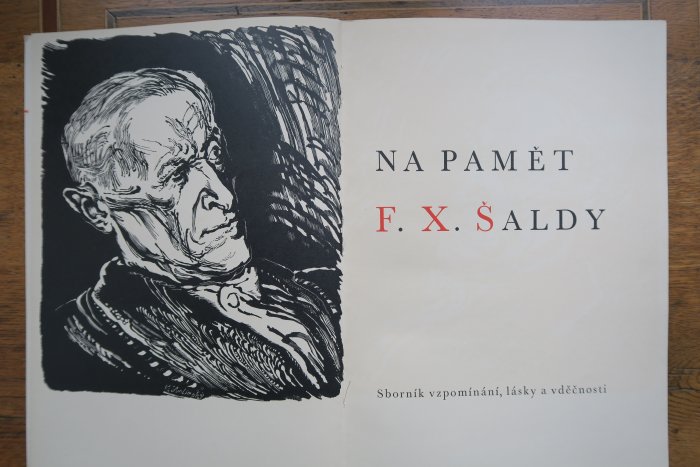 NA PAMĚT
F. X. ŠALDY
Sborník vzpomínání, lásky a vděčnosti